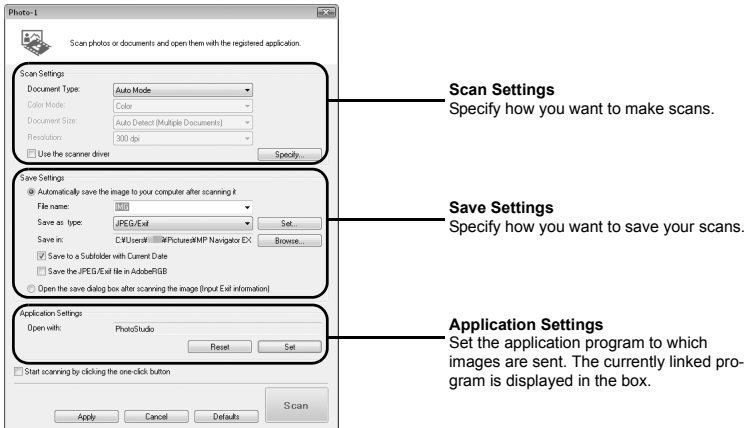 Photo-1
Scan photos or documents and open them with the registered application.
Scan Settings
Document Type: Auto Mode
Color Mode: Color
Document Size: Auto Detect (Multiple Documents)
Resolution: 300 dpi
Use the scanner driver Specify...
Save Settings
Automatically save the image to your computer after scanning it
File name: IMG
Save as type: JPEG/Exif Set...
Save in: C:¥Users¥ ¥Pictures¥MP Navigator EX Browse...
Save to a Subfolder with Current Date
Save the JPEG/Exif file in AdobeRGB
Open the save dialog box after scanning the image (Input Exif information)
Application Settings
Open with: PhotoStudio
Reset Set
Start scanning by clicking the one-click button
Scan
Apply Cancel Defaults
Scan Settings
Specify how you want to make scans.
Save Settings
Specify how you want to save your scans.
Application Settings
Set the application program to which
images are sent. The currently linked pro-
gram is displayed in the box.